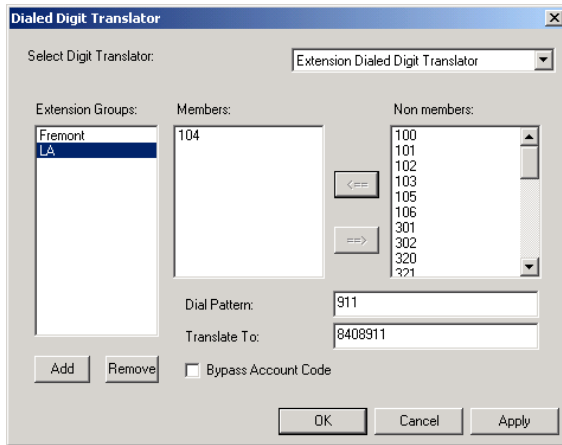 Dialed Digit Translator
Select Digit Translator:
Extension Dialed Digit Translator
Extension Groups:
Fremont
LA
Members:
104
<==
==>
Non members:
100
101
102
103
105
106
301
302
320
321
Dial Pattern:
911
Translate To:
8408911
Add
Remove
Bypass Account Code
OK
Cancel
Apply